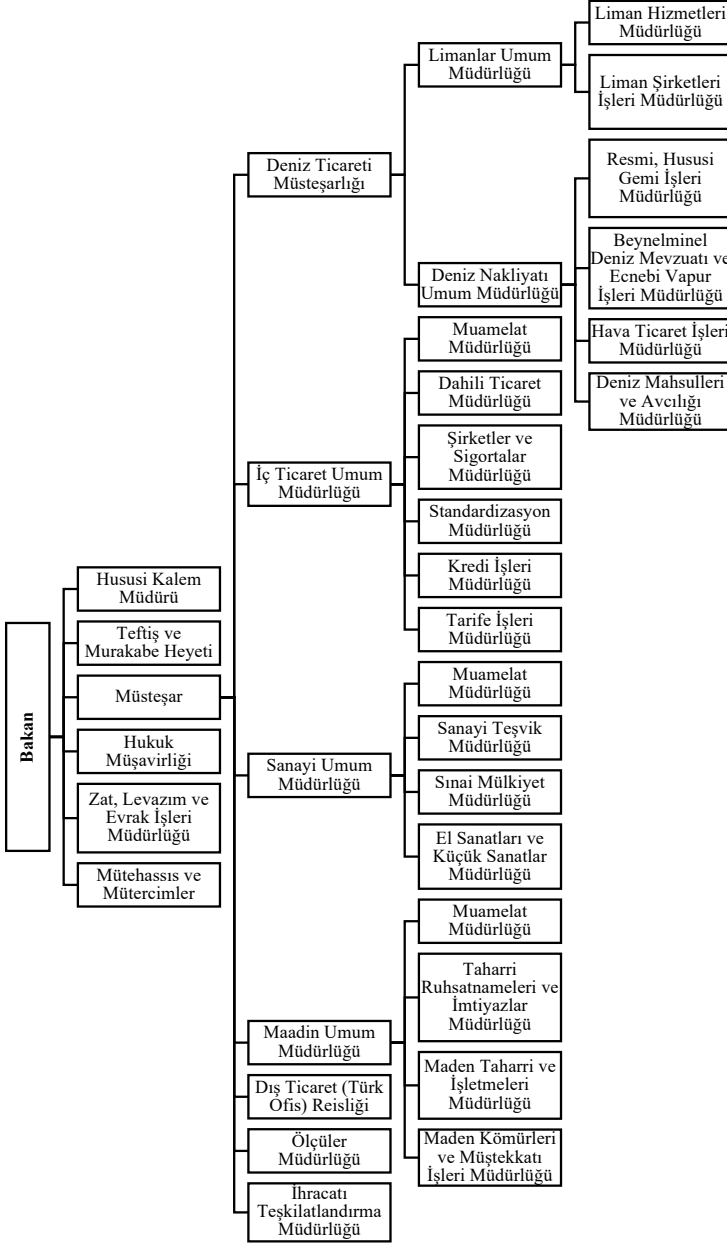 Bakan
Hususi Kalem
Müdürü
Teftiş ve
Murakabe Heyeti
Müsteşar
Hukuk
Müşavirliği
Zat, Levazım ve
Evrak İşleri
Müdürlüğü
Mütehassıs ve
Mütercimler
Deniz Ticareti
Müsteşarlığı
Limanlar Umum
Müdürlüğü
Liman Hizmetleri
Müdürlüğü
Liman Şirketleri
İşleri Müdürlüğü
Deniz Nakliyatı
Umum Müdürlüğü
Resmi, Hususi
Gemi İşleri
Müdürlüğü
Beynelminel
Deniz Mevzuatı ve
Ecnebi Vapur
İşleri Müdürlüğü
Hava Ticaret İşleri
Müdürlüğü
Deniz Mahsulleri
ve Avcılığı
Müdürlüğü
İç Ticaret Umum
Müdürlüğü
Muamelat
Müdürlüğü
Dahili Ticaret
Müdürlüğü
Şirketler ve
Sigortalar
Müdürlüğü
Standardizasyon
Müdürlüğü
Kredi İşleri
Müdürlüğü
Tarife İşleri
Müdürlüğü
Sanayi Umum
Müdürlüğü
Muamelat
Müdürlüğü
Sanayi Teşvik
Müdürlüğü
Sınai Mülkiyet
Müdürlüğü
El Sanatları ve
Küçük Sanatlar
Müdürlüğü
Maadin Umum
Müdürlüğü
Muamelat
Müdürlüğü
Taharri
Ruhsatnameleri ve
İmtiyazlar
Müdürlüğü
Maden Taharri ve
İşletmeleri
Müdürlüğü
Maden Kömürleri
ve Müştekkatı
İşleri Müdürlüğü
Dış Ticaret (Türk
Ofis) Reisliği
Ölçüler
Müdürlüğü
İhracatı
Teşkilatlandırma
Müdürlüğü